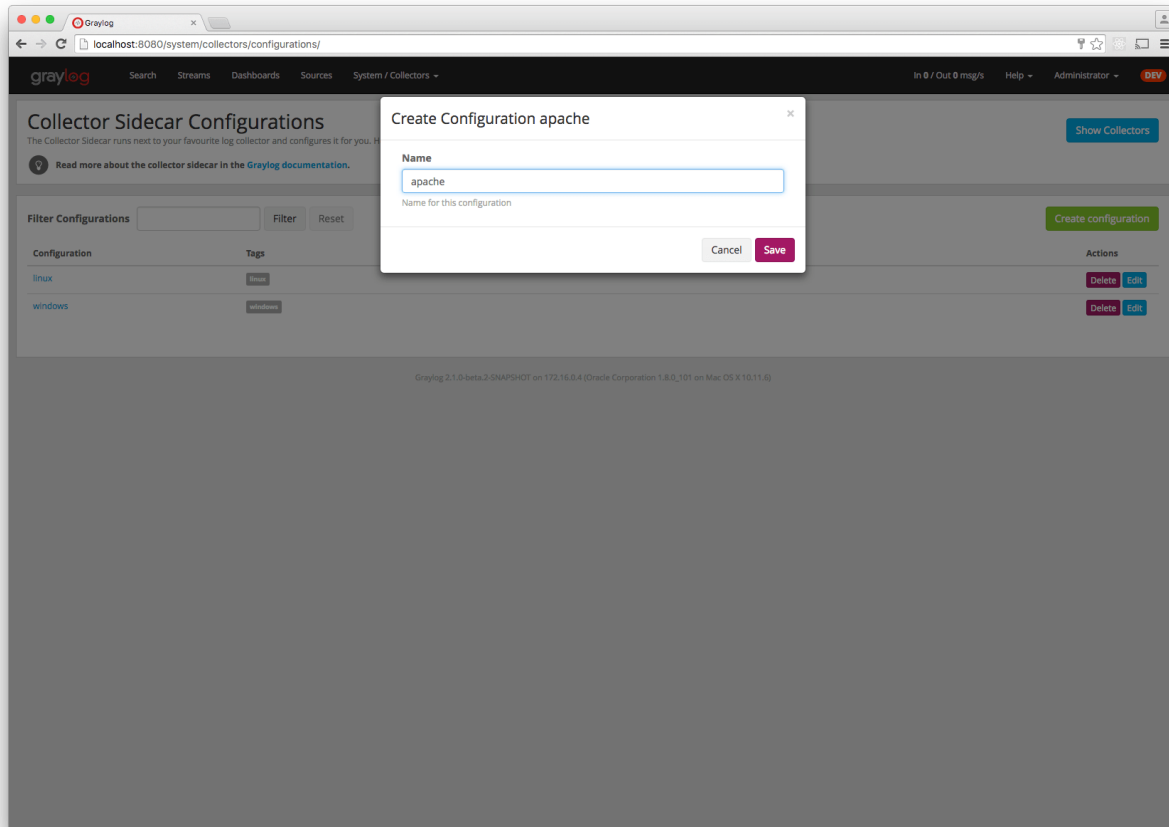 Graylog
localhost:8080/system/collectors/configurations/
graylog Search Streams Dashboards Sources System / Collectors In 0 / Out 0 msg/s Help Administrator DEV
Create Configuration apache ×
Collector Sidecar Configurations
The Collector Sidecar runs next to your favourite log collector and configures it for you. H
Show Collectors
Read more about the collector sidecar in the Graylog documentation.
Name
apache
Name for this configuration
Cancel Save
Filter Configurations Filter Reset Create configuration
Configuration Tags Actions
linux linux Delete Edit
windows windows Delete Edit
Graylog 2.1.0-beta.2-SNAPSHOT on 172.16.0.4 (Oracle Corporation 1.8.0_101 on Mac OS X 10.11.6)